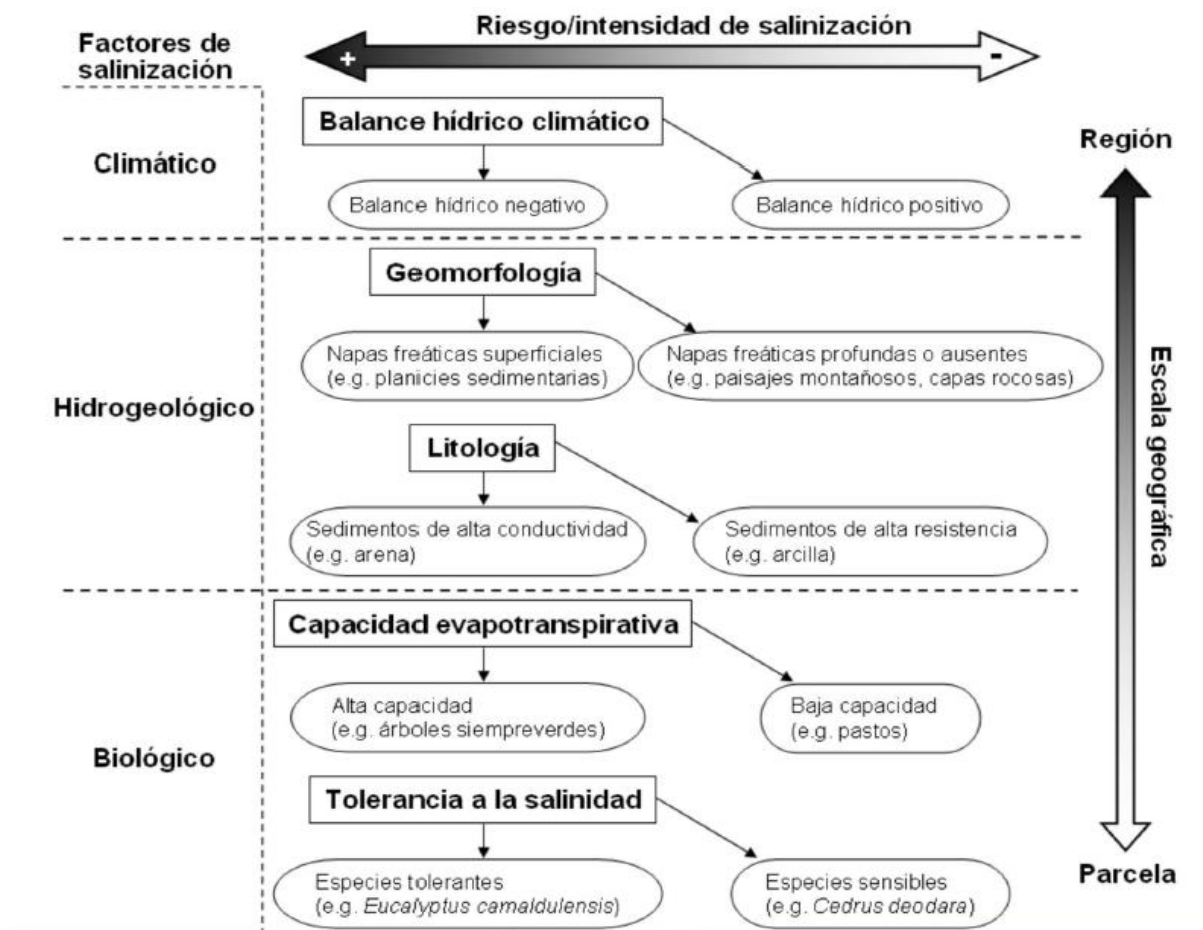 Riesgo/intensidad de salinización
Factores de
salinización
+
-
Balance hídrico climático
Climático
Región
Balance hídrico negativo
Balance hídrico positivo
Geomorfología
Napas freáticas superficiales
(e.g. planicies sedimentarias)
Napas freáticas profundas o ausentes
(e.g. paisajes montañosos, capas rocosas)
Hidrogeológico
Escala geográfica
Litología
Sedimentos de alta conductividad
(e.g. arena)
Sedimentos de alta resistencia
(e.g. arcilla)
Capacidad evapotranspirativa
Alta capacidad
(e.g. árboles siempreverdes)
Baja capacidad
(e.g. pastos)
Biológico
Tolerancia a la salinidad
Especies tolerantes
(e.g. Eucalyptus camaldulensis)
Especies sensibles
(e.g. Cedrus deodara)
Parcela